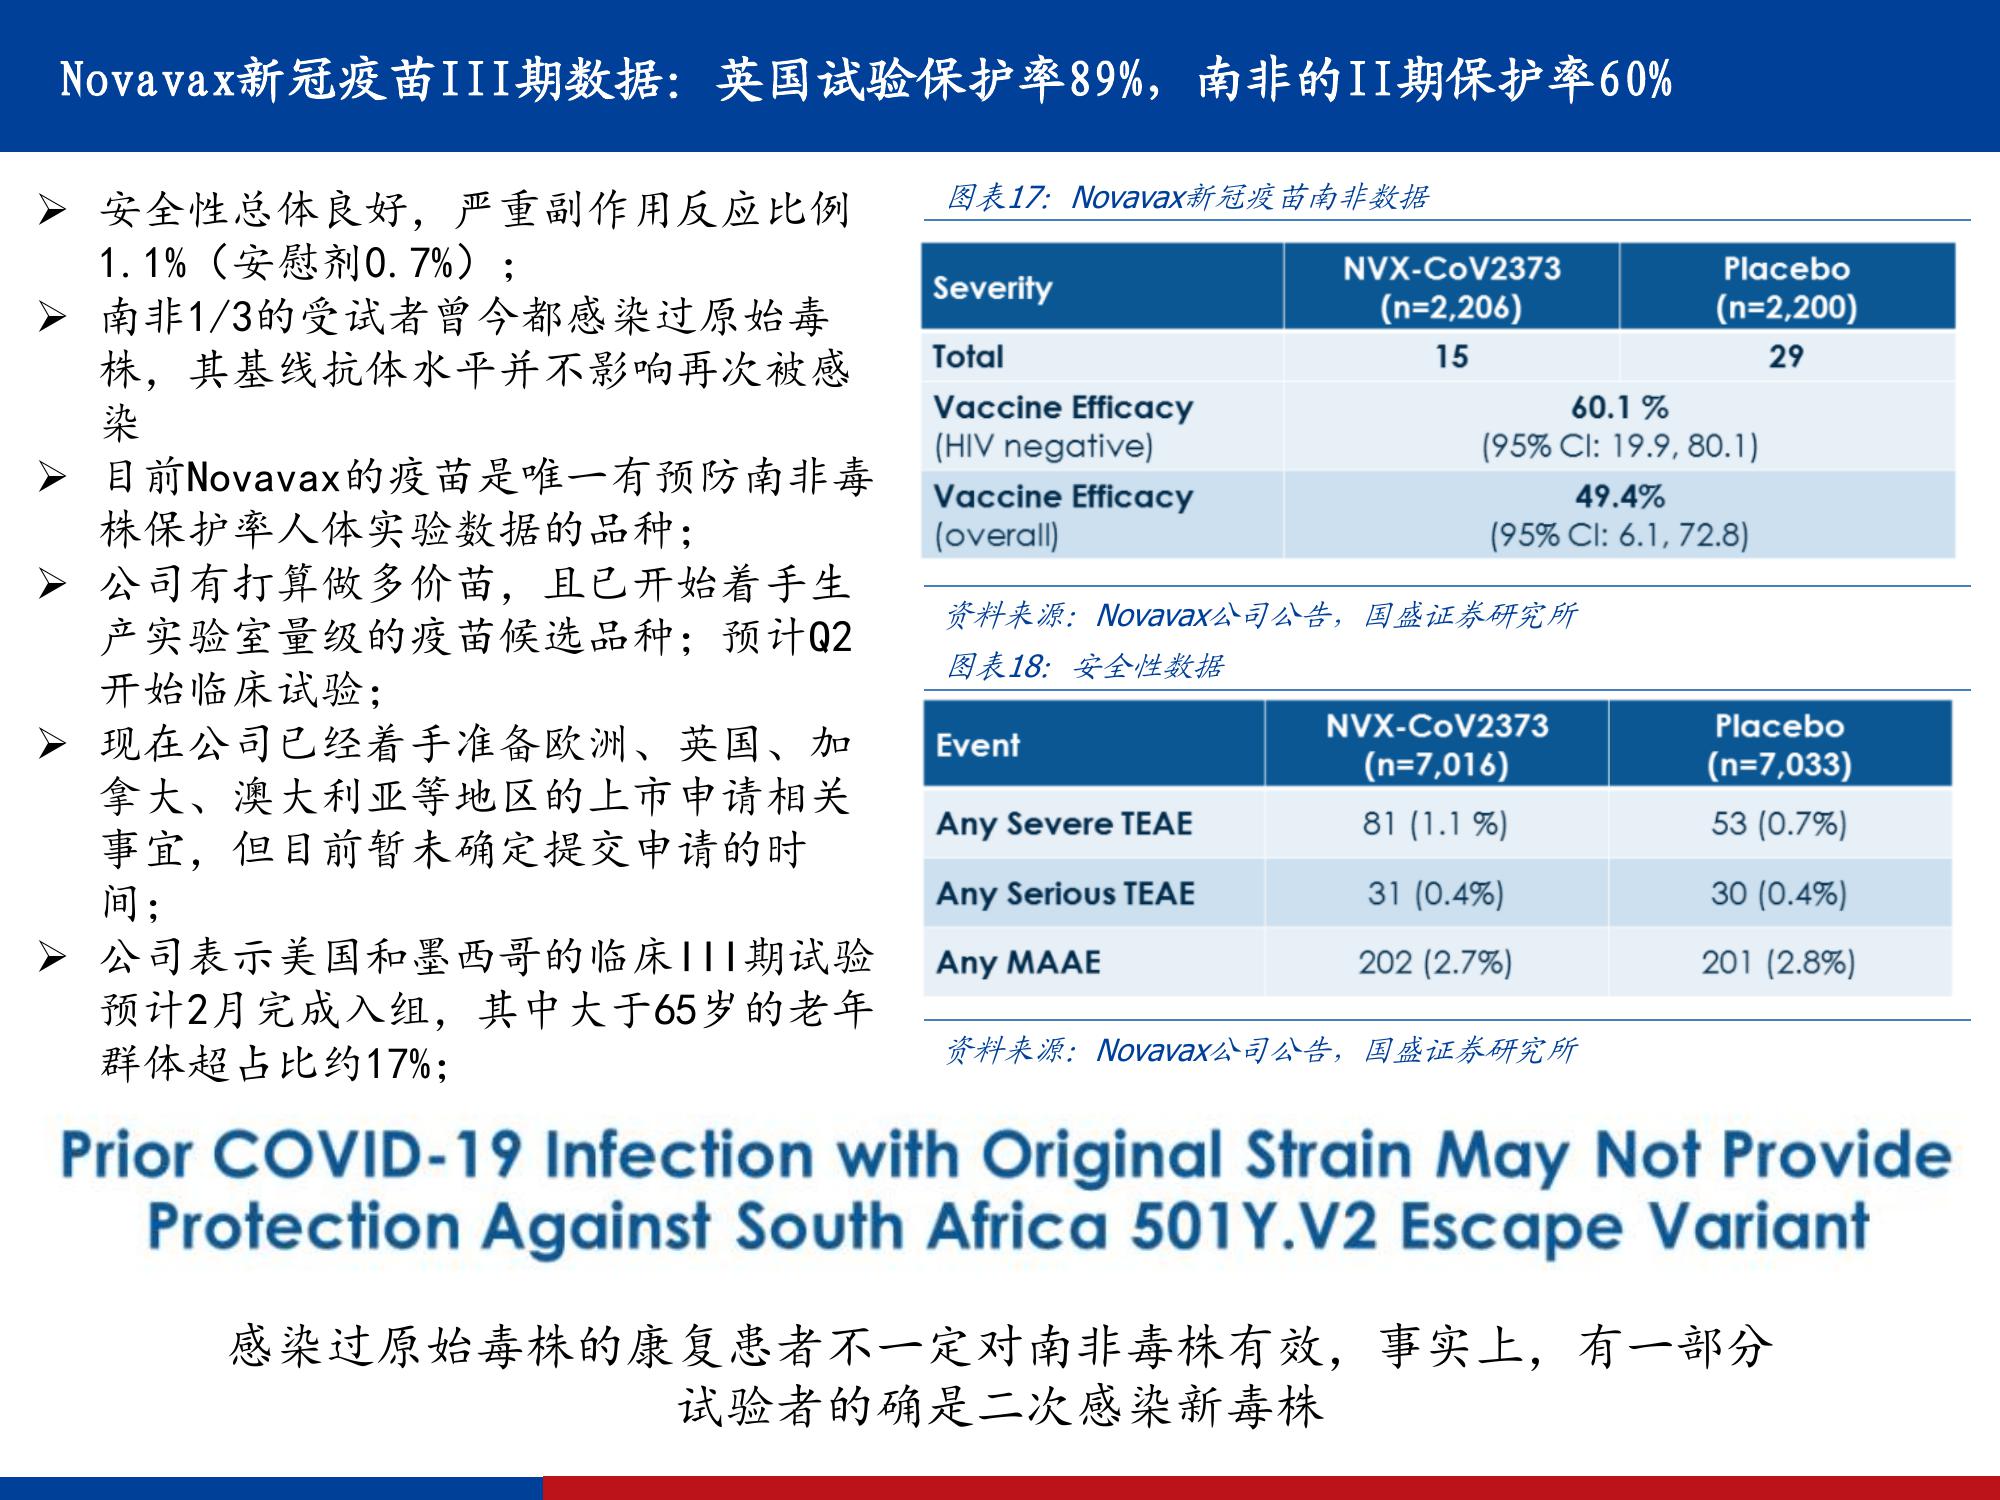 Novavax新冠疫苗III期数据：英国试验保护率89%，南非的II期保护率60%
➢ 安全性总体良好，严重副作用反应比例
1.1%（安慰剂0.7%）；
➢ 南非1/3的受试者曾今都感染过原始毒
株，其基线抗体水平并不影响再次被感
染
➢ 目前Novavax的疫苗是唯一有预防南非毒
株保护率人体实验数据的品种；
➢ 公司有打算做多价苗，且已开始着手生
产实验室量级的疫苗候选品种；预计Q2
开始临床试验；
➢ 现在公司已经着手准备欧洲、英国、加
拿大、澳大利亚等地区的上市申请相关
事宜，但目前暂未确定提交申请的时
间；
➢ 公司表示美国和墨西哥的临床III期试验
预计2月完成入组，其中大于65岁的老年
群体超占比约17%；
图表17：Novavax新冠疫苗南非数据
Severity NVX-CoV2373 (n=2,206) Placebo (n=2,200)
Total 15 29
Vaccine Efficacy 60.1 %
(HIV negative) (95% CI: 19.9, 80.1)
Vaccine Efficacy 49.4%
(overall) (95% CI: 6.1, 72.8)
资料来源：Novavax公司公告，国盛证券研究所
图表18：安全性数据
Event NVX-CoV2373 (n=7,016) Placebo (n=7,033)
Any Severe TEAE 81 (1.1 %) 53 (0.7%)
Any Serious TEAE 31 (0.4%) 30 (0.4%)
Any MAAE 202 (2.7%) 201 (2.8%)
资料来源：Novavax公司公告，国盛证券研究所
Prior COVID-19 Infection with Original Strain May Not Provide
Protection Against South Africa 501Y.V2 Escape Variant
感染过原始毒株的康复患者不一定对南非毒株有效，事实上，有一部分
试验者的确是二次感染新毒株